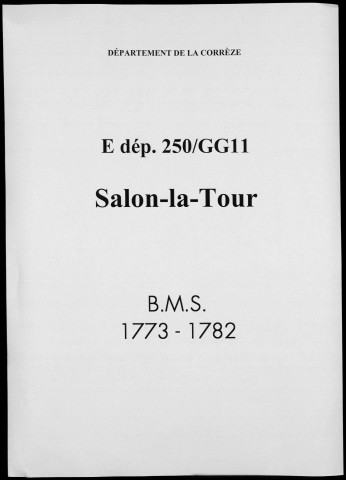 DÉPARTEMENT DE LA CORRÈZE
E dép. 250/GG11
Salon-la-Tour
B.M.S.
1773 - 1782